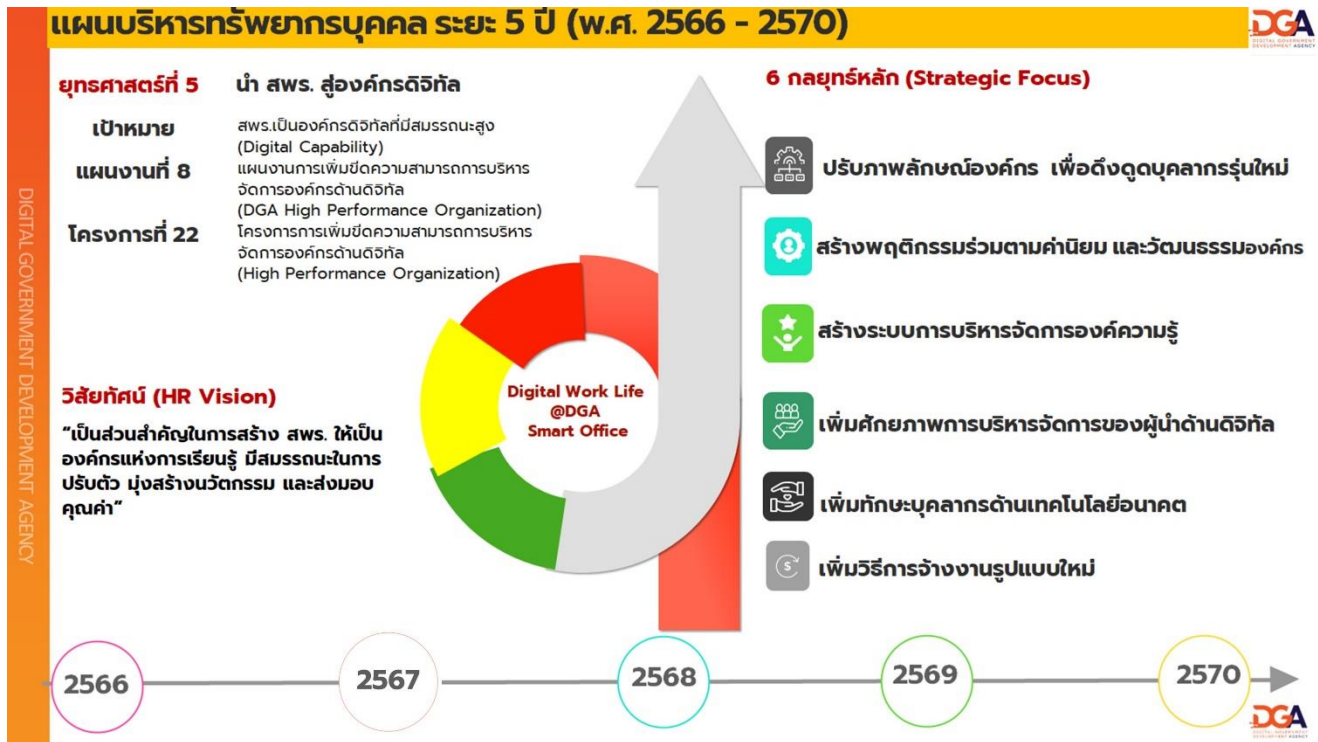 แผนบริหารทรัพยากรบุคคล ระยะ 5 ปี (พ.ศ. 2566 - 2570)
DGA
DIGITAL GOVERNMENT
DEVELOPMENT AGENCY
ยุทธศาสตร์ที่ 5
นำ สพร. สู่องค์กรดิจิทัล
เป้าหมาย
สพร.เป็นองค์กรดิจิทัลที่มีสมรรถนะสูง
(Digital Capability)
แผนงานที่ 8
แผนงานการเพิ่มขีดความสามารถการบริหาร
จัดการองค์กรด้านดิจิทัล
(DGA High Performance Organization)
โครงการที่ 22
โครงการการเพิ่มขีดความสามารถการบริหาร
จัดการองค์กรด้านดิจิทัล
(High Performance Organization)
วิสัยทัศน์ (HR Vision)
“เป็นส่วนสำคัญในการสร้าง สพร. ให้เป็น
องค์กรแห่งการเรียนรู้ มีสมรรถนะในการ
ปรับตัว มุ่งสร้างนวัตกรรม และส่งมอบ
คุณค่า”
Digital Work Life
@DGA
Smart Office
6 กลยุทธ์หลัก (Strategic Focus)
ปรับภาพลักษณ์องค์กร เพื่อดึงดูดบุคลากรรุ่นใหม่
สร้างพฤติกรรมร่วมตามค่านิยม และวัฒนธรรมองค์กร
สร้างระบบการบริหารจัดการองค์ความรู้
เพิ่มศักยภาพการบริหารจัดการของผู้นำด้านดิจิทัล
เพิ่มทักษะบุคลากรด้านเทคโนโลยีอนาคต
เพิ่มวิธีการจ้างงานรูปแบบใหม่
2566
2567
2568
2569
2570
DGA
DIGITAL GOVERNMENT
DEVELOPMENT AGENCY
DIGITAL GOVERNMENT DEVELOPMENT AGENCY